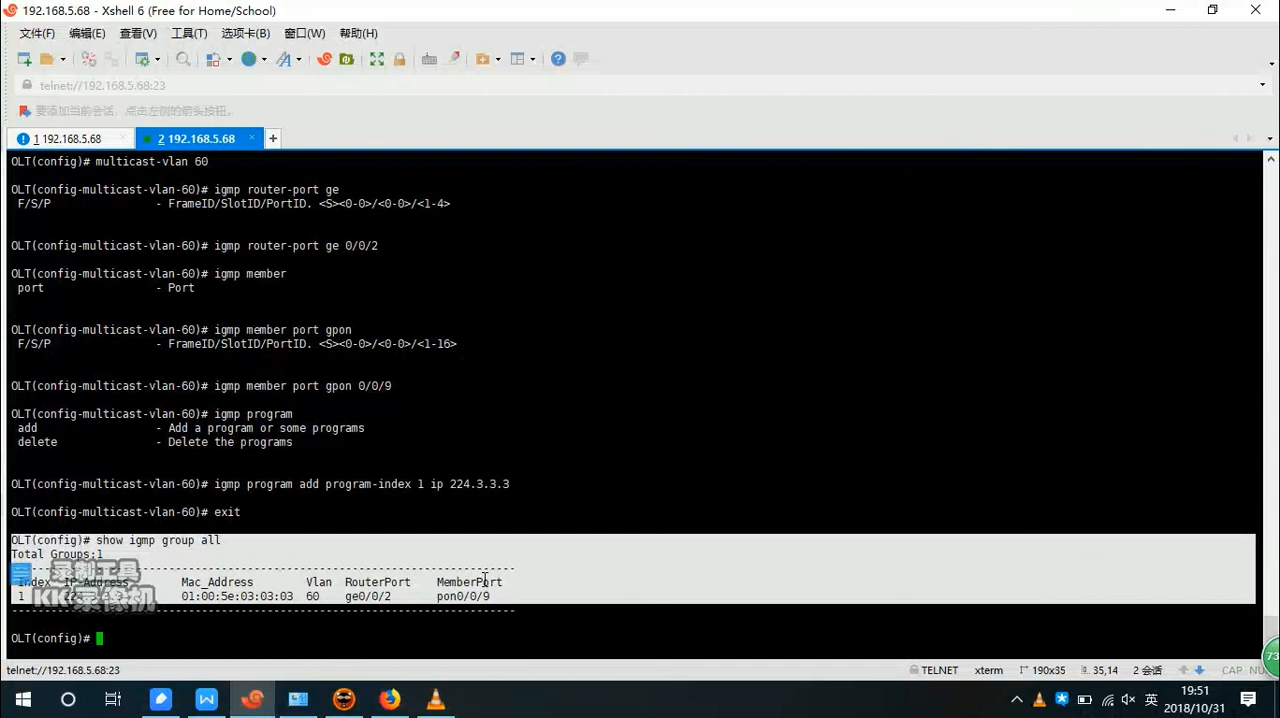 192.168.5.68 - Xshell 6 (Free for Home/School)
文件(F) 编辑(E) 查看(V) 工具(T) 选项卡(B) 窗口(W) 帮助(H)
telnet://192.168.5.68:23
要添加当前会话，点击左侧的箭头按钮。
1 192.168.5.68 2 192.168.5.68
OLT(config)# multicast-vlan 60
OLT(config-multicast-vlan-60)# igmp router-port ge
F/S/P - FrameID/SlotID/PortID. <S><0-0>/<0-0>/<1-4>
OLT(config-multicast-vlan-60)# igmp router-port ge 0/0/2
OLT(config-multicast-vlan-60)# igmp member
port - Port
OLT(config-multicast-vlan-60)# igmp member port gpon
F/S/P - FrameID/SlotID/PortID. <S><0-0>/<0-0>/<1-16>
OLT(config-multicast-vlan-60)# igmp member port gpon 0/0/9
OLT(config-multicast-vlan-60)# igmp program
add - Add a program or some programs
delete - Delete the programs
OLT(config-multicast-vlan-60)# igmp program add program-index 1 ip 224.3.3.3
OLT(config-multicast-vlan-60)# exit
OLT(config)# show igmp group all
Total Groups:1
Index IP-Address Mac_Address Vlan RouterPort MemberPort
1 01:00:5e:03:03:03 60 ge0/0/2 pon0/0/9
录制工具
KK录像机
OLT(config)#
telnet://192.168.5.68:23 TELNET xterm 190x35 35,14 2 会话 CAP NU
73
英
19:51
2018/10/31